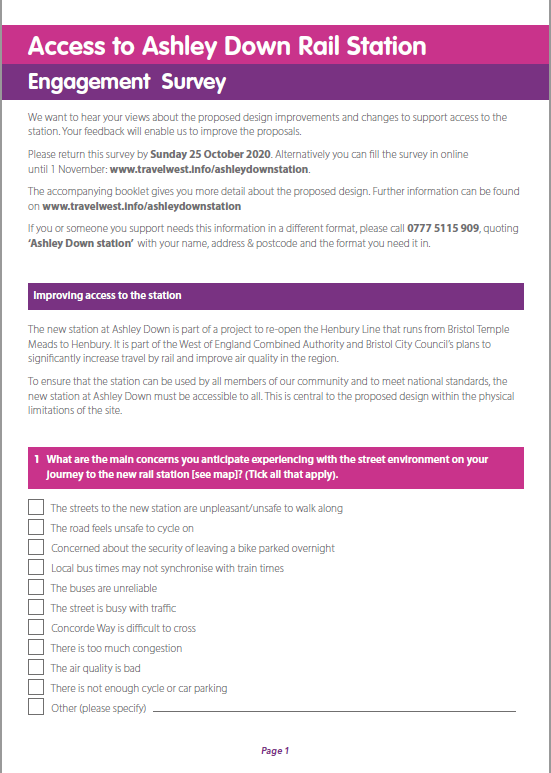 Access to Ashley Down Rail Station
Engagement Survey
We want to hear your views about the proposed design improvements and changes to support access to the
station. Your feedback will enable us to improve the proposals.
Please return this survey by Sunday 25 October 2020. Alternatively you can fill the survey in online
until 1 November: www.travelwest.info/ashleydownstation.
The accompanying booklet gives you more detail about the proposed design. Further information can be found
on www.travelwest.info/ashleydownstation
If you or someone you support needs this information in a different format, please call 0777 5115 909, quoting
‘Ashley Down station’ with your name, address & postcode and the format you need it in.
Improving access to the station
The new station at Ashley Down is part of a project to re-open the Henbury Line that runs from Bristol Temple
Meads to Henbury. It is part of the West of England Combined Authority and Bristol City Council’s plans to
significantly increase travel by rail and improve air quality in the region.
To ensure that the station can be used by all members of our community and to meet national standards, the
new station at Ashley Down must be accessible to all. This is central to the proposed design within the physical
limitations of the site.
1 What are the main concerns you anticipate experiencing with the street environment on your
journey to the new rail station [see map]? (Tick all that apply).
The streets to the new station are unpleasant/unsafe to walk along
The road feels unsafe to cycle on
Concerned about the security of leaving a bike parked overnight
Local bus times may not synchronise with train times
The buses are unreliable
The street is busy with traffic
Concorde Way is difficult to cross
There is too much congestion
The air quality is bad
There is not enough cycle or car parking
Other (please specify)
Page 1